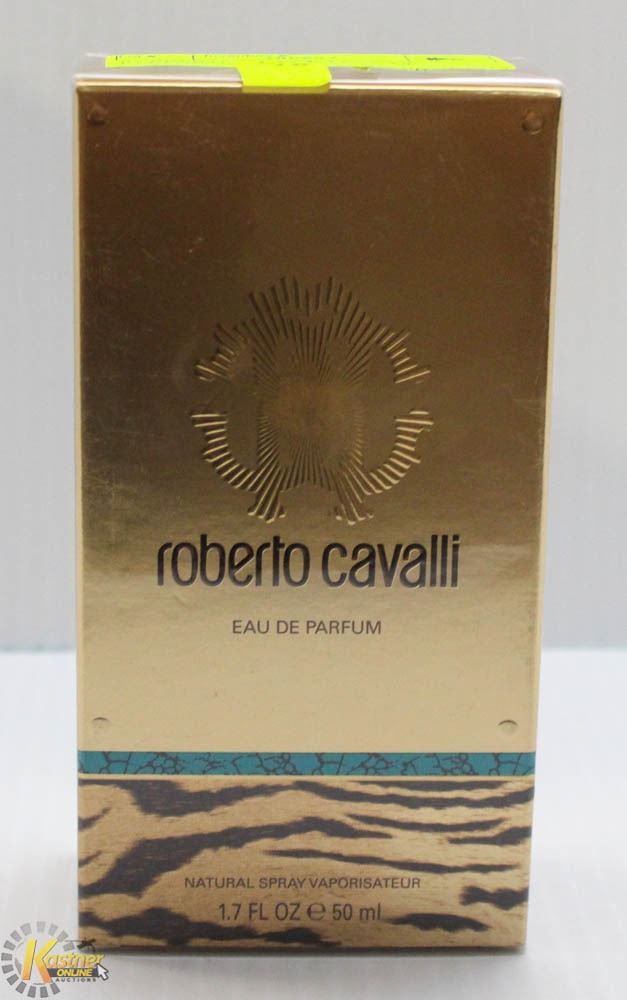 roberto cavalli
EAU DE PARFUM
NATURAL SPRAY VAPORISATEUR
1.7 FL OZ ℮ 50 ml
Kastner
ONLINE
AUCTIONS